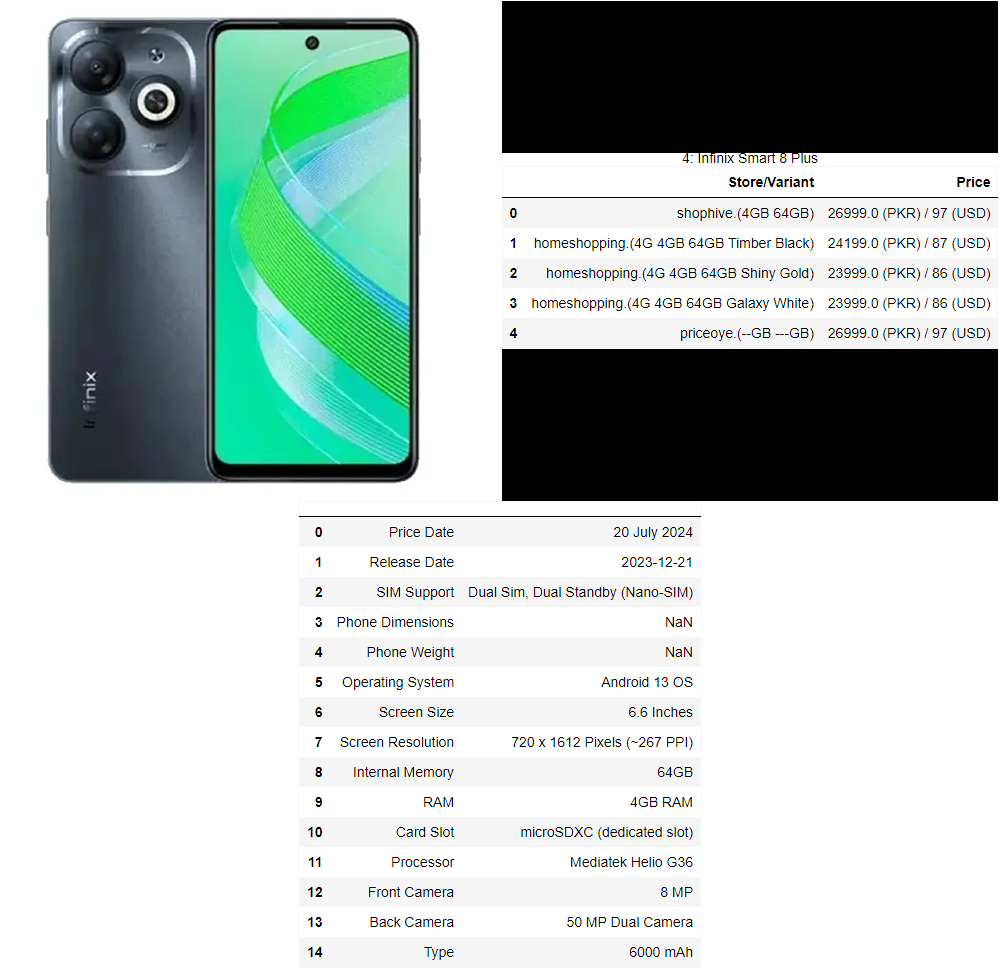 Infinix
4: Infinix Smart 8 Plus
Store/Variant Price
0 shophive.(4GB 64GB) 26999.0 (PKR) / 97 (USD)
1 homeshopping.(4G 4GB 64GB Timber Black) 24199.0 (PKR) / 87 (USD)
2 homeshopping.(4G 4GB 64GB Shiny Gold) 23999.0 (PKR) / 86 (USD)
3 homeshopping.(4G 4GB 64GB Galaxy White) 23999.0 (PKR) / 86 (USD)
4 priceoye.(--GB ---GB) 26999.0 (PKR) / 97 (USD)
0 Price Date 20 July 2024
1 Release Date 2023-12-21
2 SIM Support Dual Sim, Dual Standby (Nano-SIM)
3 Phone Dimensions NaN
4 Phone Weight NaN
5 Operating System Android 13 OS
6 Screen Size 6.6 Inches
7 Screen Resolution 720 x 1612 Pixels (~267 PPI)
8 Internal Memory 64GB
9 RAM 4GB RAM
10 Card Slot microSDXC (dedicated slot)
11 Processor Mediatek Helio G36
12 Front Camera 8 MP
13 Back Camera 50 MP Dual Camera
14 Type 6000 mAh